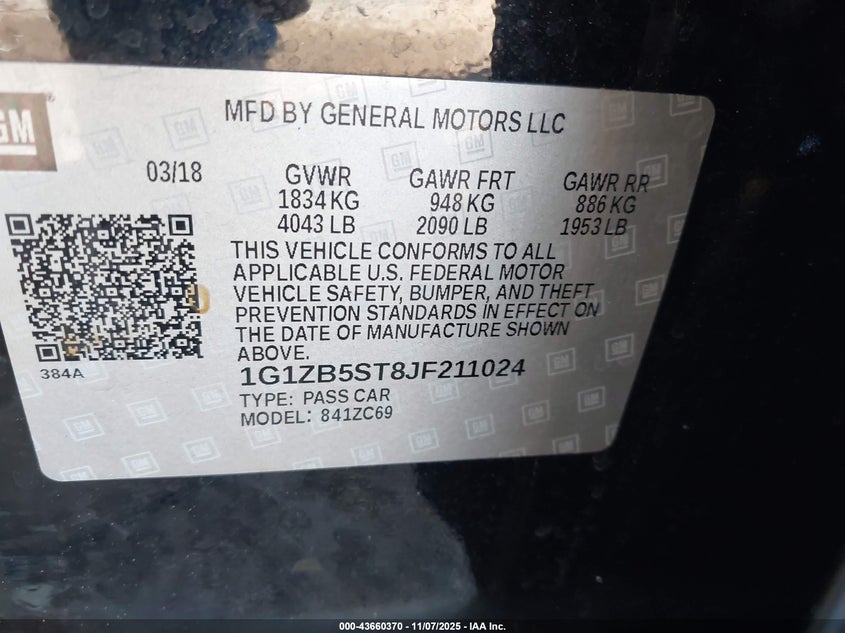 GM
MFD BY GENERAL MOTORS LLC
03/18 GVWR GAWR FRT GAWR RR
1834 KG 948 KG 886 KG
4043 LB 2090 LB 1953 LB
THIS VEHICLE CONFORMS TO ALL
APPLICABLE U.S. FEDERAL MOTOR
VEHICLE SAFETY, BUMPER, AND THEFT
PREVENTION STANDARDS IN EFFECT ON
THE DATE OF MANUFACTURE SHOWN
ABOVE.
384A
1G1ZB5ST8JF211024
TYPE: PASS CAR
MODEL: 841ZC69
000-43660370 - 11/07/2025 - IAA Inc.